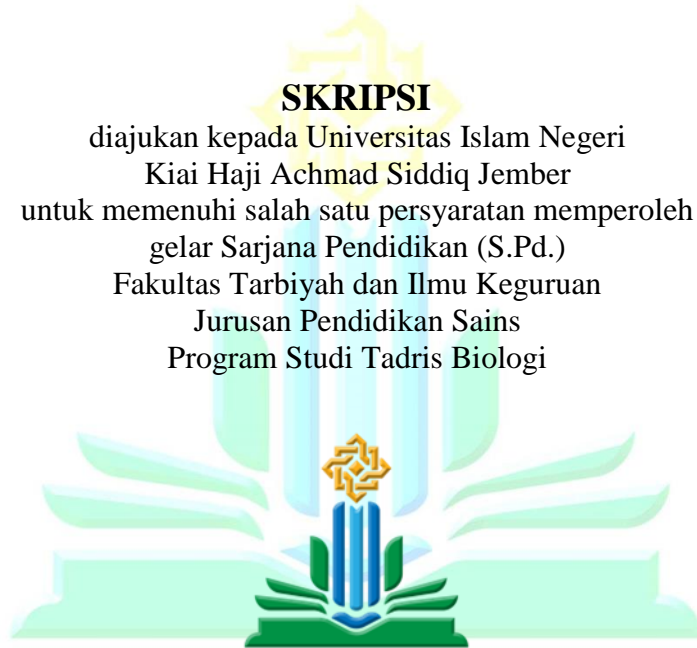 SKRIPSI
diajukan kepada Universitas Islam Negeri
Kiai Haji Achmad Siddiq Jember
untuk memenuhi salah satu persyaratan memperoleh
gelar Sarjana Pendidikan (S.Pd.)
Fakultas Tarbiyah dan Ilmu Keguruan
Jurusan Pendidikan Sains
Program Studi Tadris Biologi